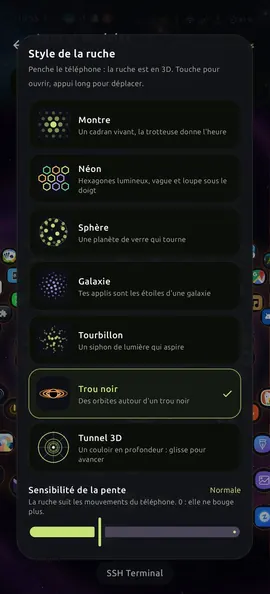 Style de la ruche
Penche le téléphone : la ruche est en 3D. Touche pour
ouvrir, appui long pour déplacer.
Montre
Un cadran vivant, la trotteuse donne l'heure
Néon
Hexagones lumineux, vague et loupe sous le
doigt
Sphère
Une planète de verre qui tourne
Galaxie
Tes applis sont les étoiles d'une galaxie
Tourbillon
Un siphon de lumière qui aspire
Trou noir
Des orbites autour d'un trou noir
Tunnel 3D
Un couloir en profondeur : glisse pour
avancer
Sensibilité de la pente
Normale
La ruche suit les mouvements du téléphone. 0 : elle ne bouge
plus.
SSH Terminal